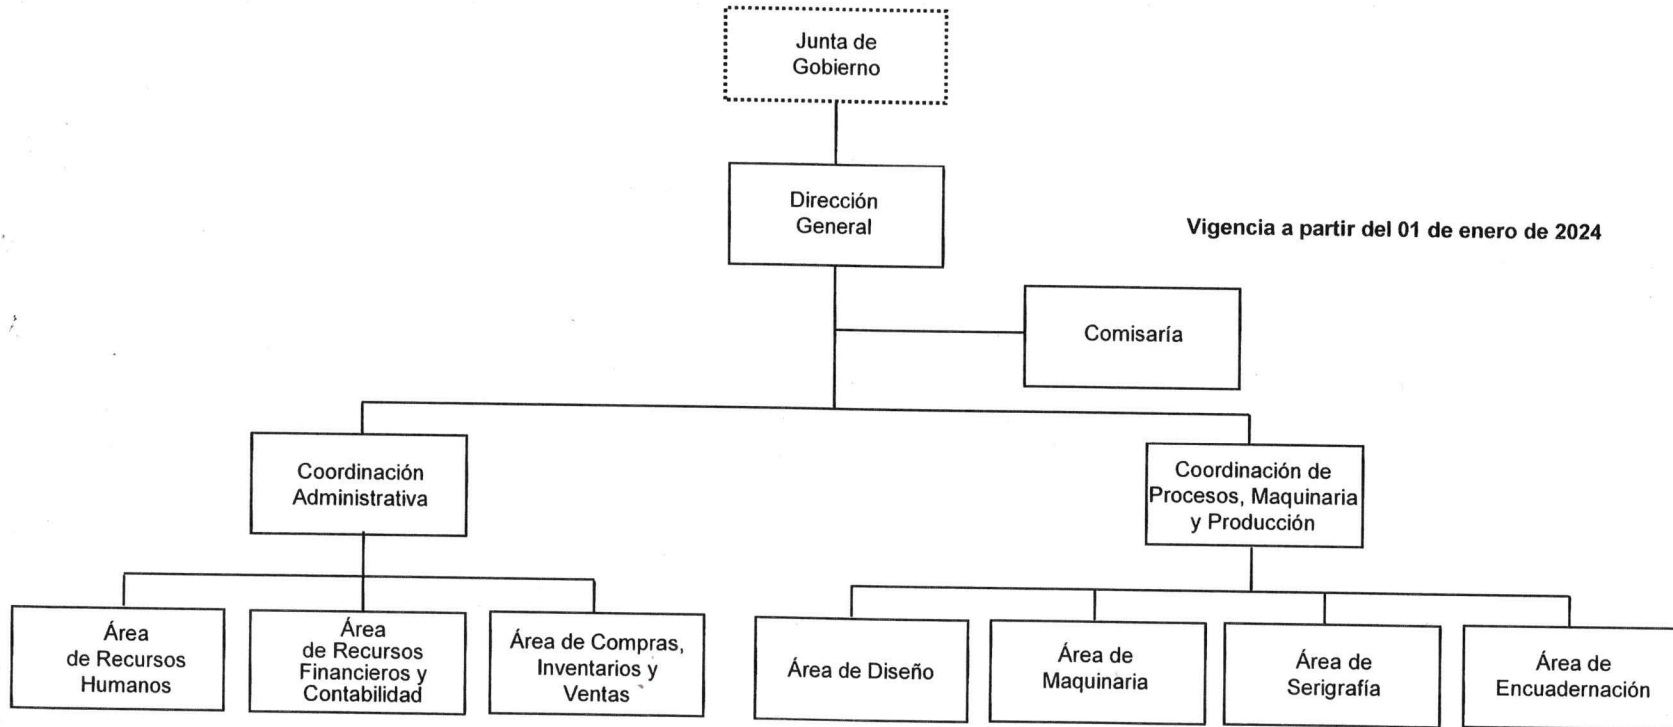 Junta de
Gobierno
Dirección
General
Vigencia a partir del 01 de enero de 2024
Comisaría
Coordinación
Administrativa
Coordinación de
Procesos, Maquinaria
y Producción
Área
de Recursos
Humanos
Área
de Recursos
Financieros y
Contabilidad
Área de Compras,
Inventarios y
Ventas
Área de Diseño
Área de
Maquinaria
Área de
Serigrafía
Área de
Encuadernación